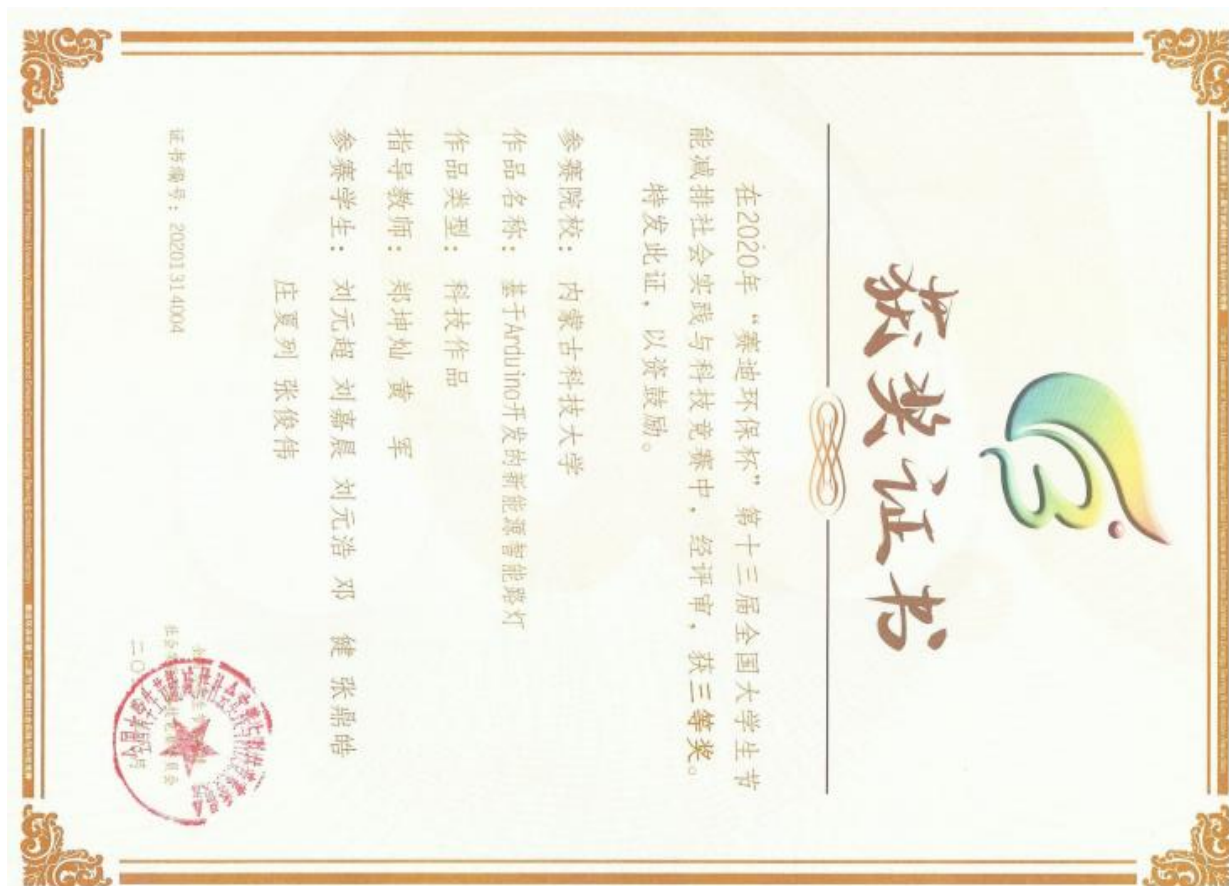 获奖证书
在2020年“赛迪环保杯”第十三届全国大学生节
能减排社会实践与科技竞赛中，经评审，获三等奖。
特发此证，以资鼓励。
参赛院校：内蒙古科技大学
作品名称：基于Arduino开发的新能源智能路灯
作品类型：科技作品
指导教师：郑坤灿 黄 军
参赛学生：刘元超 刘嘉晨 刘元浩 邓 健 张鼎皓
庄夏列 张俊伟
证书编号：20201314004